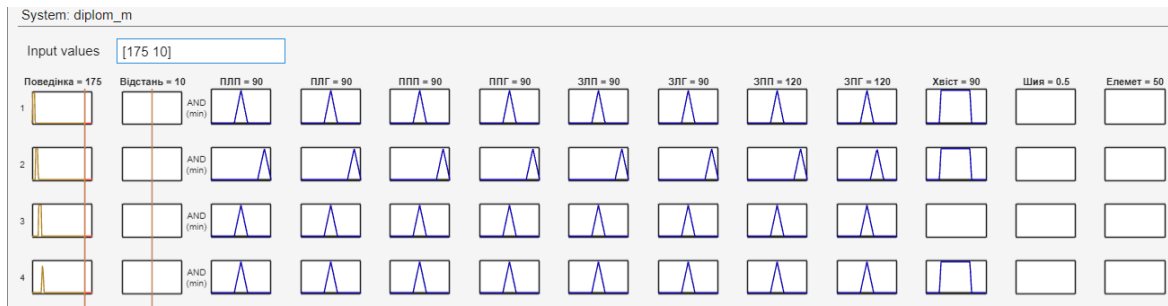 System: diplom_m
Input values [175 10]
Поведінка = 175 Відстань = 10 ПЛП = 90 ПЛГ = 90 ППП = 90 ППГ = 90 ЗЛП = 90 ЗЛГ = 90 ЗПП = 120 ЗПГ = 120 Хвіст = 90 Шия = 0.5 Елемет = 50
1 AND
(min)
2 AND
(min)
3 AND
(min)
4 AND
(min)